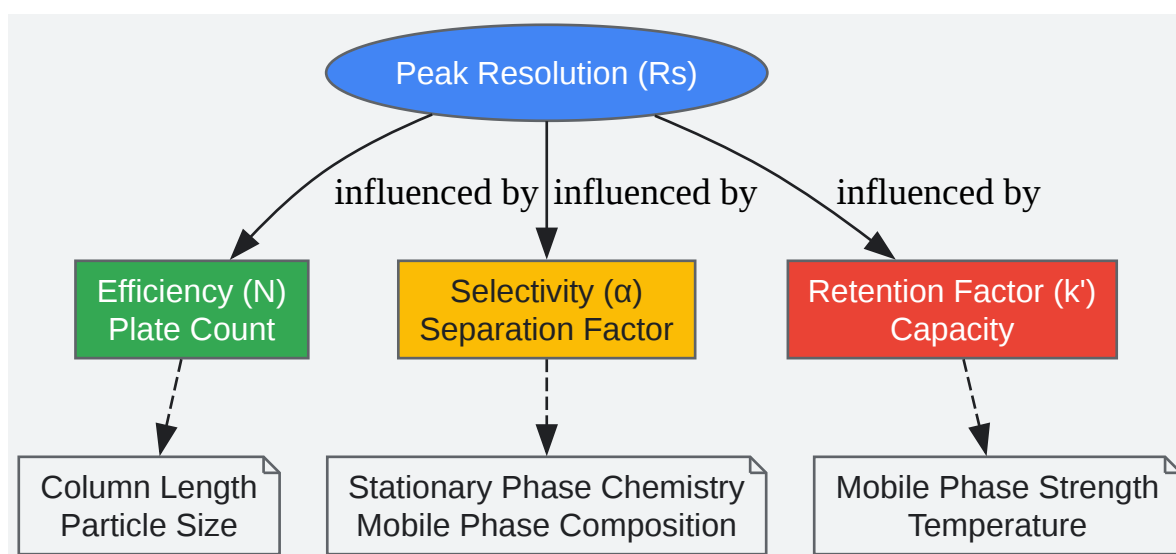 Peak Resolution (Rs)
influenced by
influenced by
influenced by
Efficiency (N)
Plate Count
Selectivity (α)
Separation Factor
Retention Factor (k')
Capacity
Column Length
Particle Size
Stationary Phase Chemistry
Mobile Phase Composition
Mobile Phase Strength
Temperature